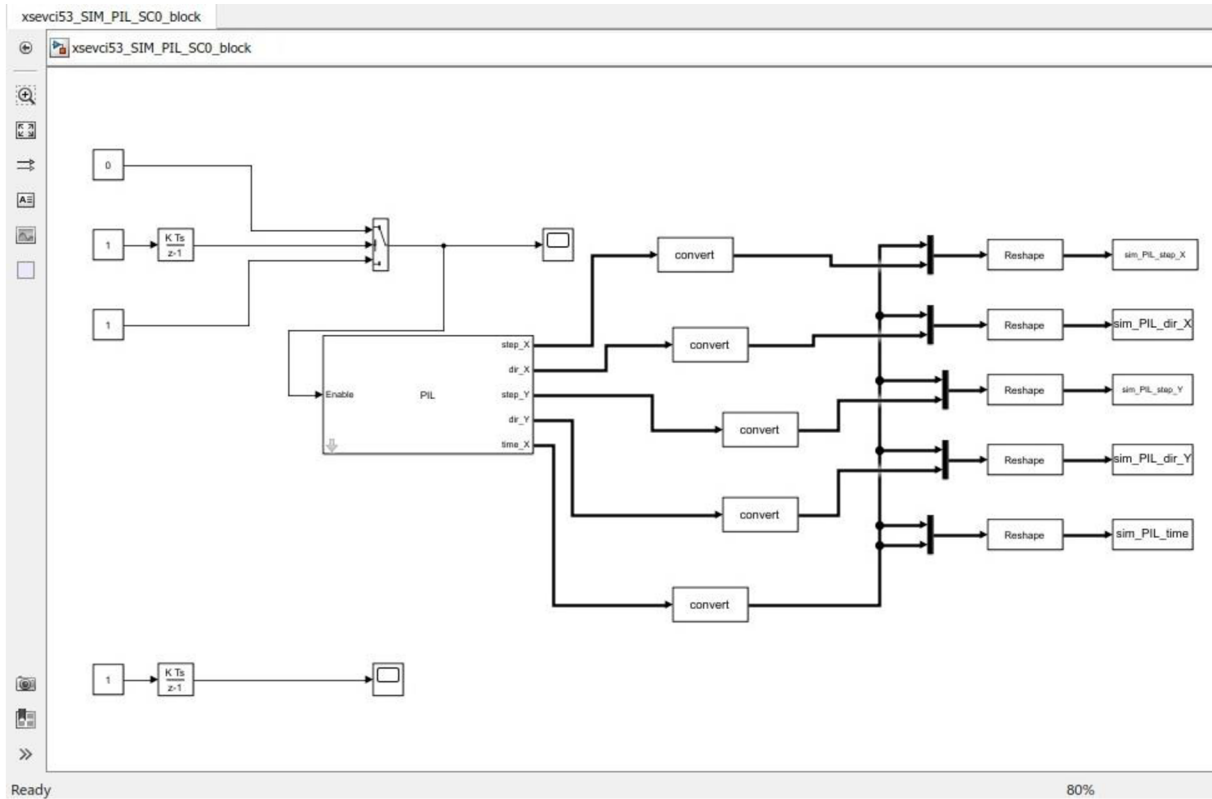 xsevci53_SIM_PIL_SC0_block
xsevci53_SIM_PIL_SC0_block
0
1
K Ts
z-1
1
step_X
dir_X
Enable
PIL
step_Y
dir_Y
time_X
convert
convert
convert
convert
convert
Reshape
sim_PIL_step_X
Reshape
sim_PIL_dir_X
Reshape
sim_PIL_step_Y
Reshape
sim_PIL_dir_Y
Reshape
sim_PIL_time
1
K Ts
z-1
A
Ready
80%